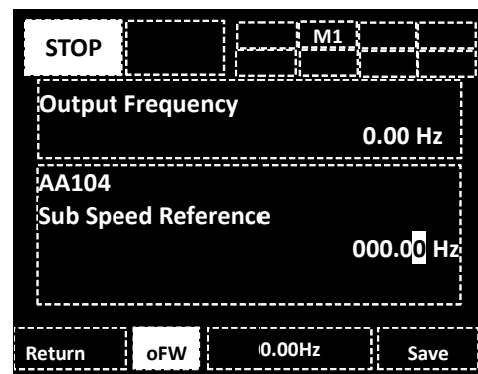 STOP M1
Output Frequency
0.00 Hz
AA104
Sub Speed Reference
000.00 Hz
Return oFW 0.00Hz Save